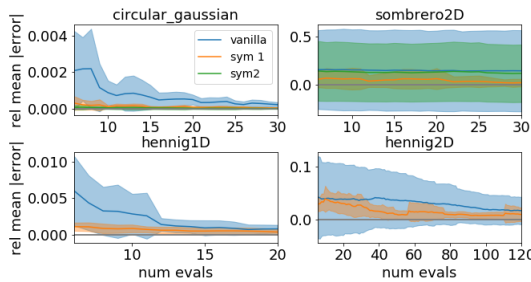 circular_gaussian
sombrero2D
rel mean |error|
0.004
0.002
0.000
vanilla
sym 1
sym2
0.5
0.0
10 15 20 25 30
10 15 20 25 30
hennig1D
hennig2D
rel mean |error|
0.010
0.005
0.000
0.1
0.0
10 15 20
20 40 60 80 100 120
num evals
num evals